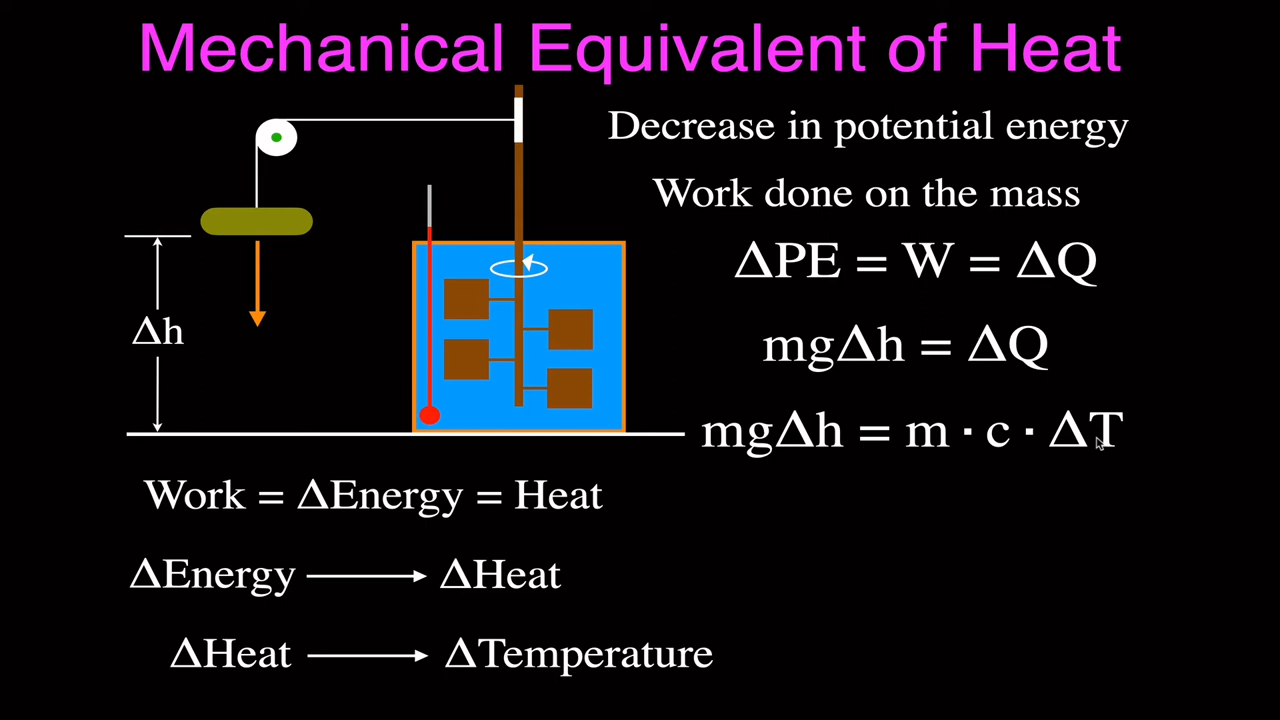 Mechanical Equivalent of Heat
Decrease in potential energy
Work done on the mass
ΔPE = W = ΔQ
mgΔh = ΔQ
mgΔh = m · c · ΔT
Δh
Work = ΔEnergy = Heat
ΔEnergy ⟶ ΔHeat
ΔHeat ⟶ ΔTemperature